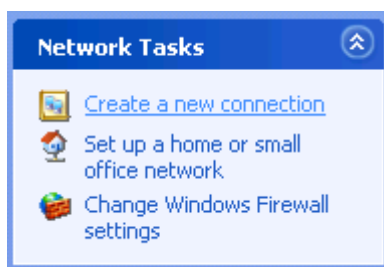 Network Tasks
Create a new connection
Set up a home or small
office network
Change Windows Firewall
settings